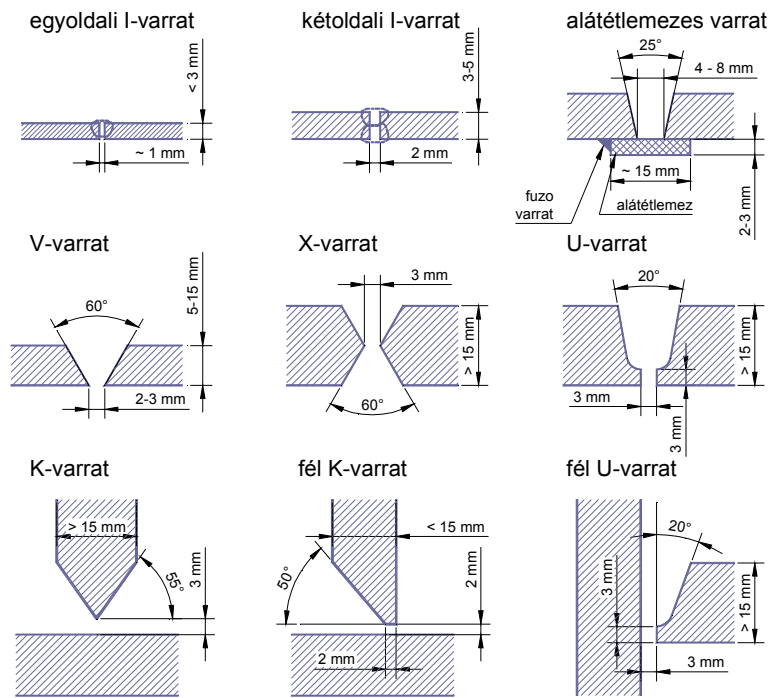 egyoldali I-varrat
< 3 mm
~ 1 mm
kétoldali I-varrat
3-5 mm
2 mm
alátétlemezes varrat
25°
4 - 8 mm
~ 15 mm
2-3 mm
fuzo
varrat
alátétlemez
V-varrat
60°
5-15 mm
2-3 mm
X-varrat
3 mm
> 15 mm
60°
U-varrat
20°
> 15 mm
3 mm
3 mm
K-varrat
> 15 mm
55°
3 mm
fél K-varrat
< 15 mm
50°
2 mm
2 mm
fél U-varrat
20°
3 mm
> 15 mm
3 mm